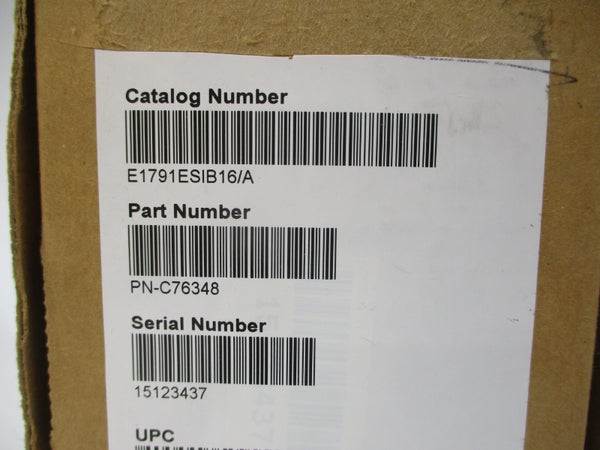 Catalog Number
E1791ESIB16/A
Part Number
PN-C76348
Serial Number
15123437
UPC